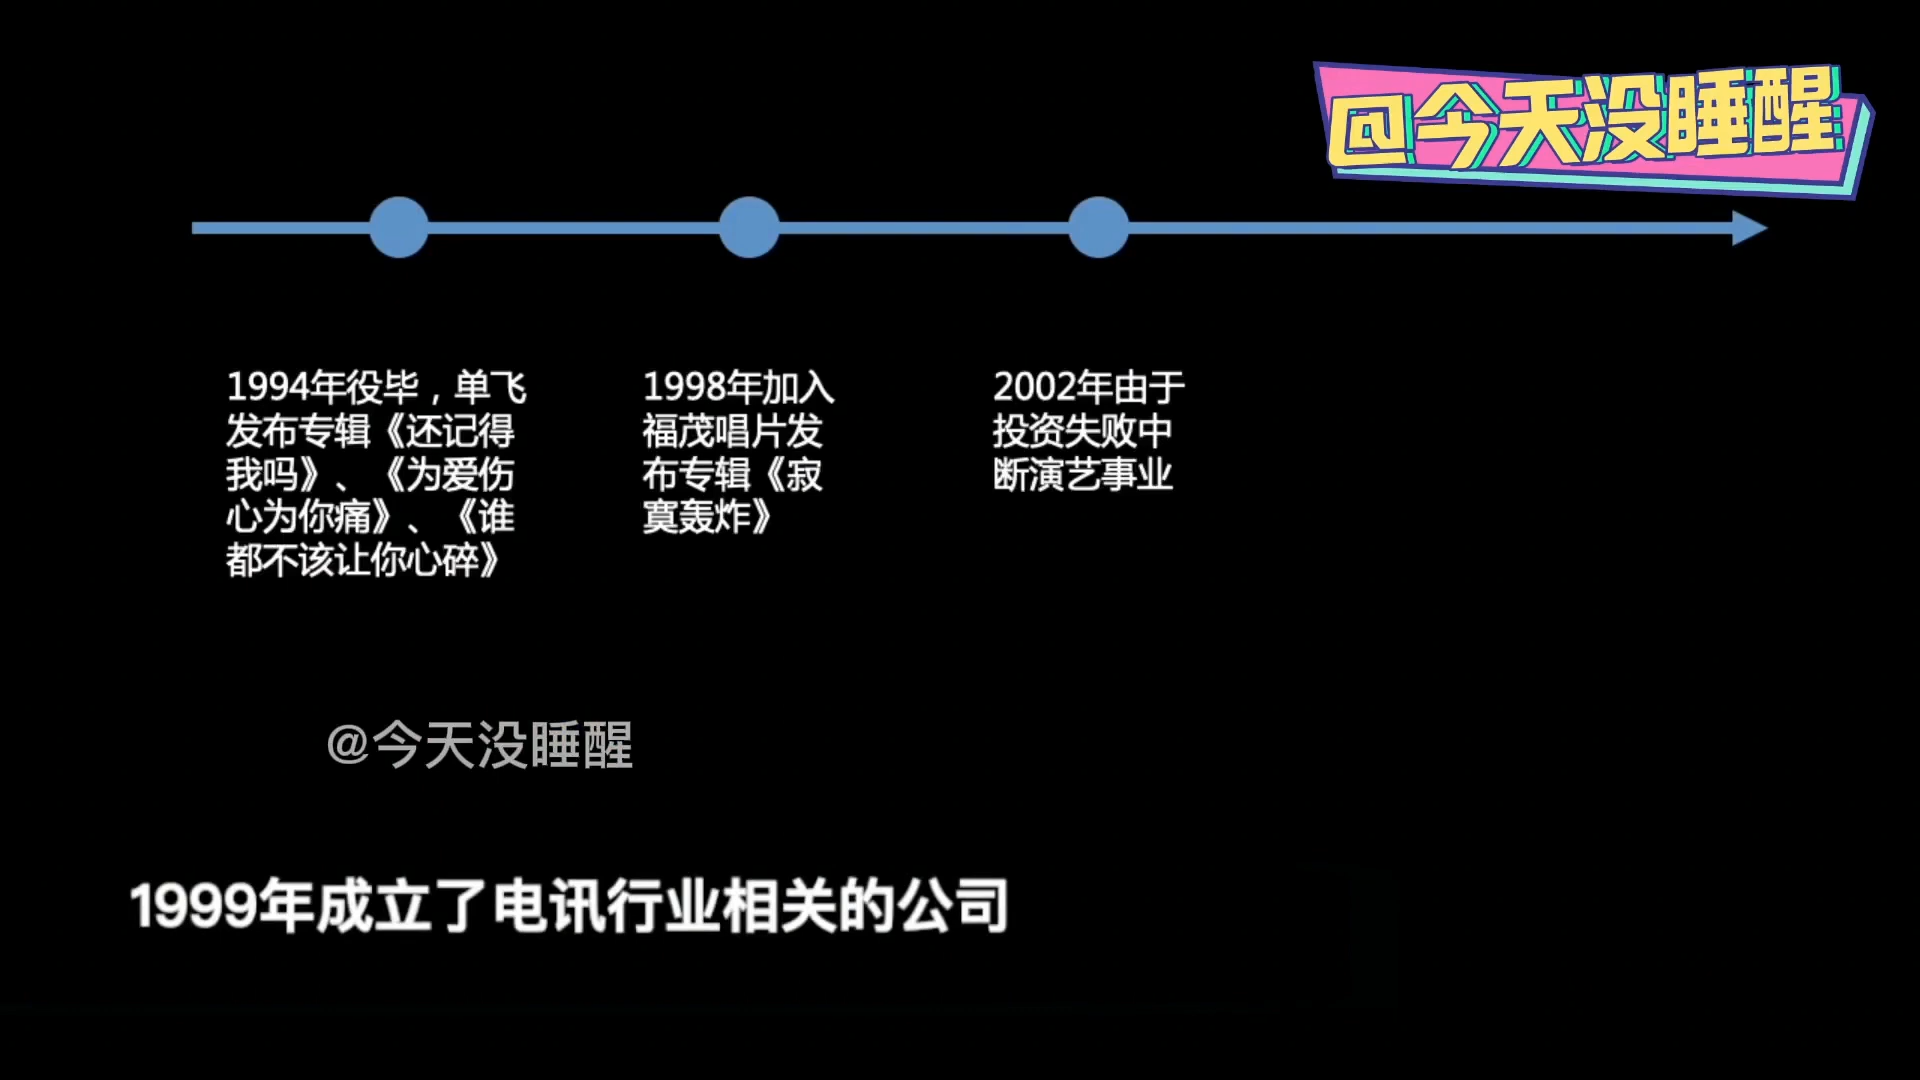 @今天没睡醒
1994年役毕，单飞
发布专辑《还记得
我吗》、《为爱伤
心为你痛》、《谁
都不该让你心碎》
1998年加入
福茂唱片发
布专辑《寂
寞轰炸》
2002年由于
投资失败中
断演艺事业
@今天没睡醒
1999年成立了电讯行业相关的公司